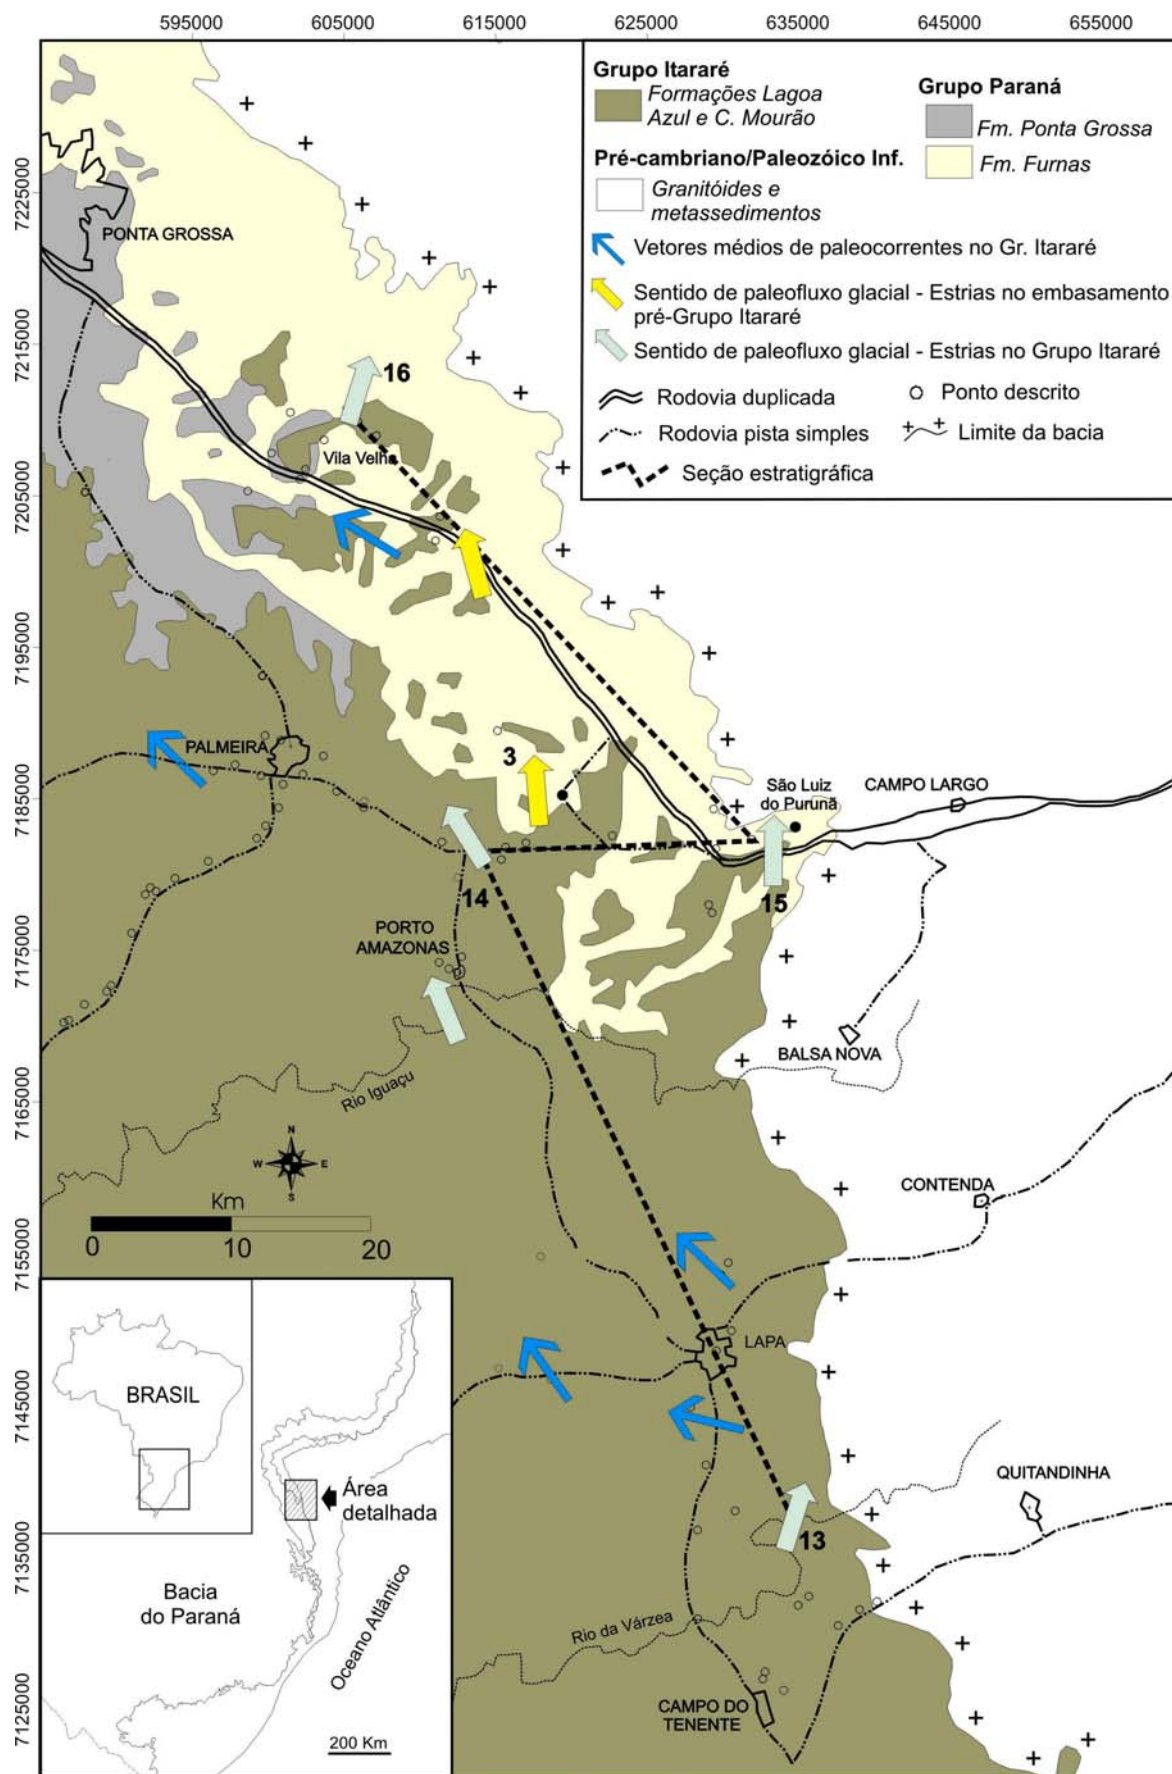 595000 605000 615000 625000 635000 645000 655000
7225000
7215000
7205000
7195000
7185000
7175000
7165000
7155000
7145000
7135000
7125000
Grupo Itararé
Formações Lagoa
Azul e C. Mourão
Pré-cambriano/Paleozóico Inf.
Granitóides e
metassedimentos
Grupo Paraná
Fm. Ponta Grossa
Fm. Furnas
Vetores médios de paleocorrentes no Gr. Itararé
Sentido de paleofluxo glacial - Estrias no embasamento
pré-Grupo Itararé
Sentido de paleofluxo glacial - Estrias no Grupo Itararé
Rodovia duplicada
Ponto descrito
Rodovia pista simples
Limite da bacia
Seção estratigráfica
PONTA GROSSA
16
Vila Velha
PALMEIRA
3
São Luiz
do Purunã
CAMPO LARGO
14
15
PORTO
AMAZONAS
BALSA NOVA
Rio Iguaçu
N
W E
S
Km
0 10 20
CONTENDA
LAPA
QUITANDINHA
13
Rio da Várzea
CAMPO DO
TENENTE
BRASIL
Área
detalhada
Bacia
do Paraná
Oceano Atlântico
200 Km